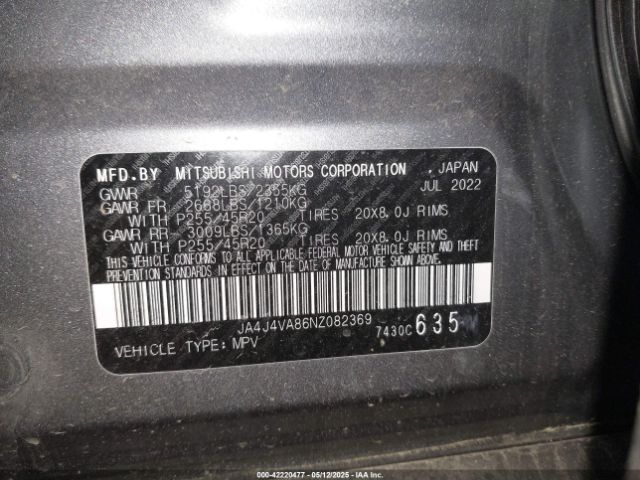 MFD.BY MITSUBISHI MOTORS CORPORATION JAPAN
GWR 5192LBS/2355KG JUL 2022
GAWR FR 2668LBS/1210KG
WITH P255/45R20 TIRES 20X8.0J RIMS
GAWR RR 3009LBS/1365KG
WITH P255/45R20 TIRES 20X8.0J RIMS
THIS VEHICLE CONFORMS TO ALL APPLICABLE FEDERAL MOTOR VEHICLE SAFETY AND THEFT
PREVENTION STANDARDS IN EFFECT ON THE DATE OF MANUFACTURE SHOWN ABOVE.
JA4J4VA86NZ082369
7430C 635
VEHICLE TYPE: MPV
000-42220477 - 05/12/2025 - IAAI.CA